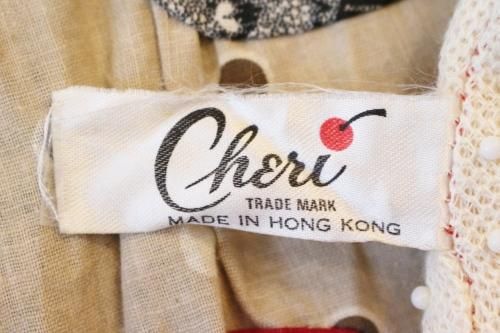 Cheri
TRADE MARK
MADE IN HONG KONG